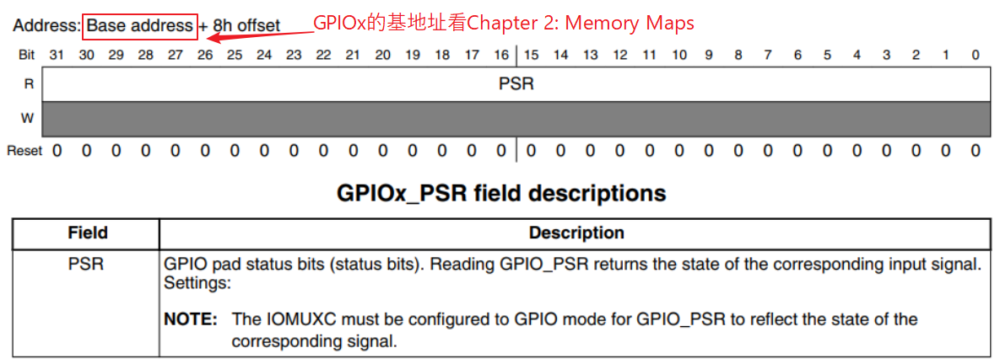 Address: Base address + 8h offset
GPIOx的基地址看Chapter 2: Memory Maps
Bit 31 30 29 28 27 26 25 24 23 22 21 20 19 18 17 16 15 14 13 12 11 10 9 8 7 6 5 4 3 2 1 0
R PSR
W
Reset 0 0 0 0 0 0 0 0 0 0 0 0 0 0 0 0 0 0 0 0 0 0 0 0 0 0 0 0 0 0 0 0
GPIOx_PSR field descriptions
Field Description
PSR GPIO pad status bits (status bits). Reading GPIO_PSR returns the state of the corresponding input signal.
Settings:
NOTE: The IOMUXC must be configured to GPIO mode for GPIO_PSR to reflect the state of the
corresponding signal.